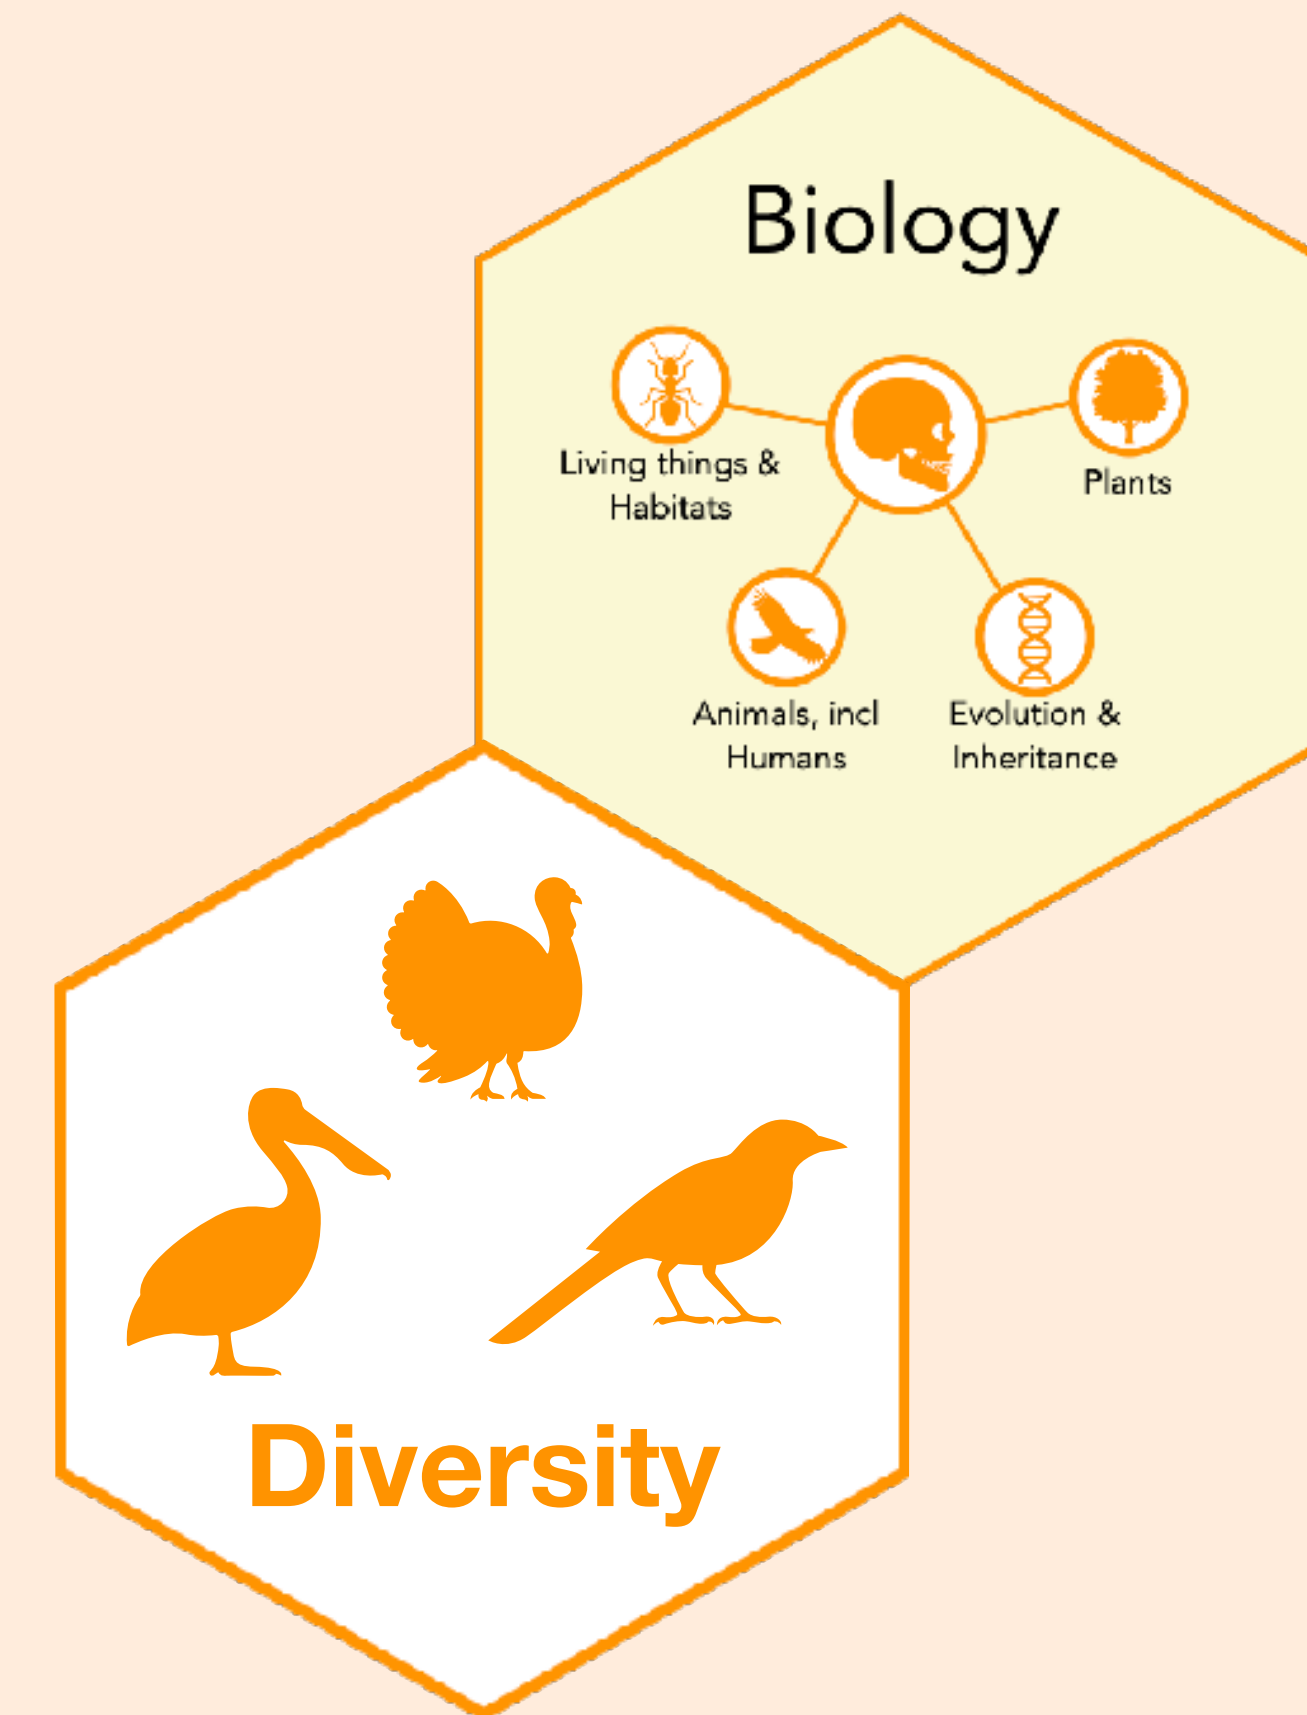 Biology
Living things &
Habitats
Plants
Animals, incl
Humans
Evolution &
Inheritance
Diversity